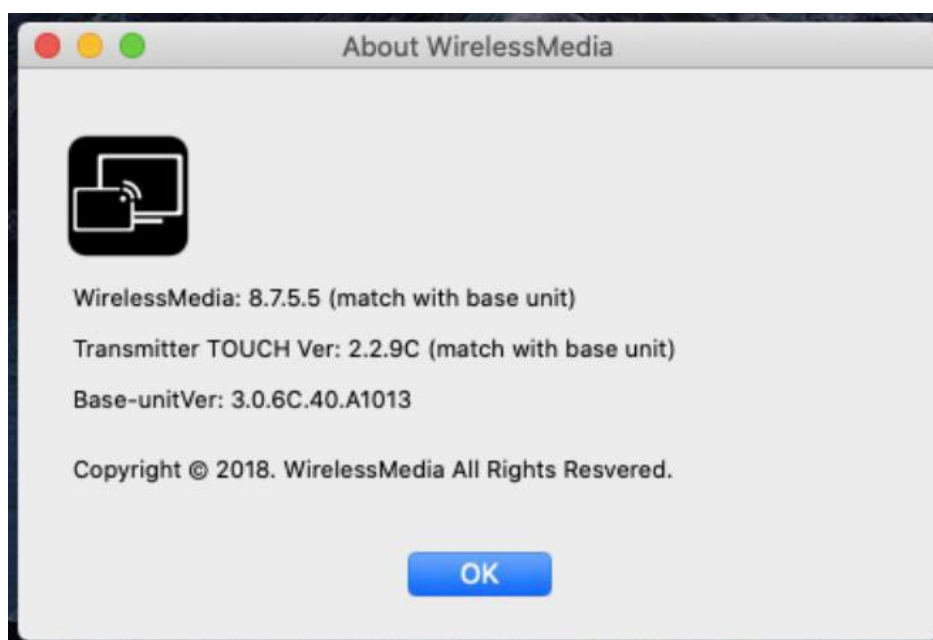 About WirelessMedia
WirelessMedia: 8.7.5.5 (match with base unit)
Transmitter TOUCH Ver: 2.2.9C (match with base unit)
Base-unitVer: 3.0.6C.40.A1013
Copyright © 2018. WirelessMedia All Rights Resvered.
OK